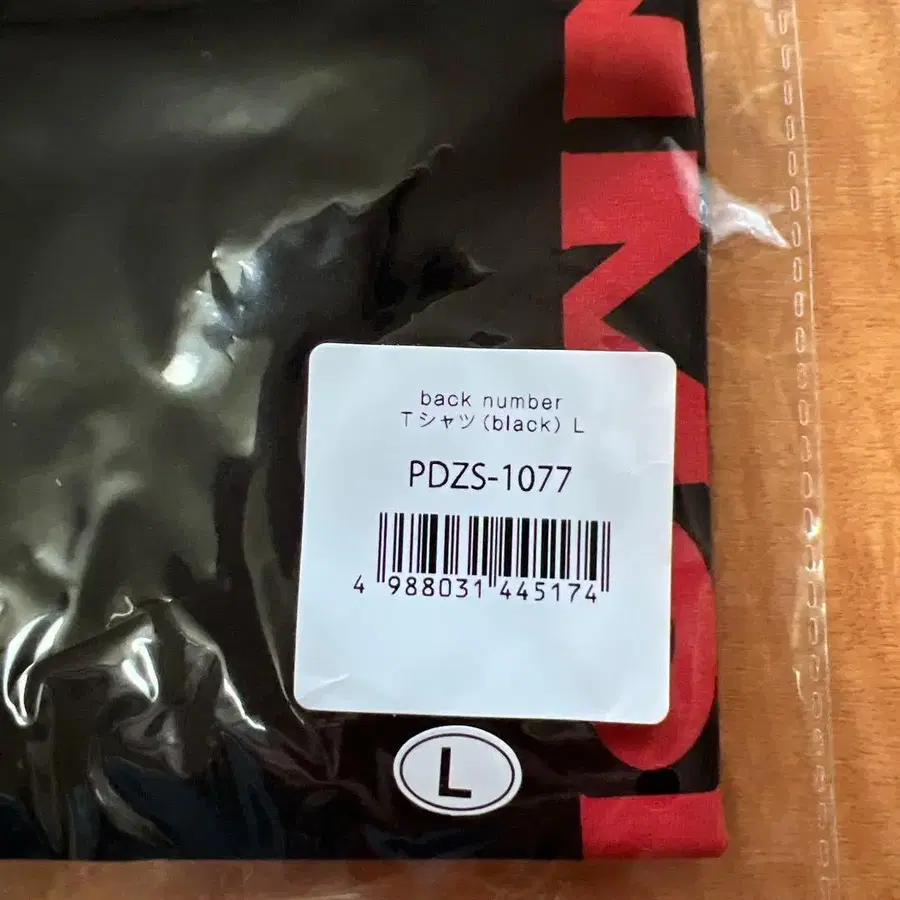 back number
Tシャツ(black) L
PDZS-1077
4 988031 445174
L